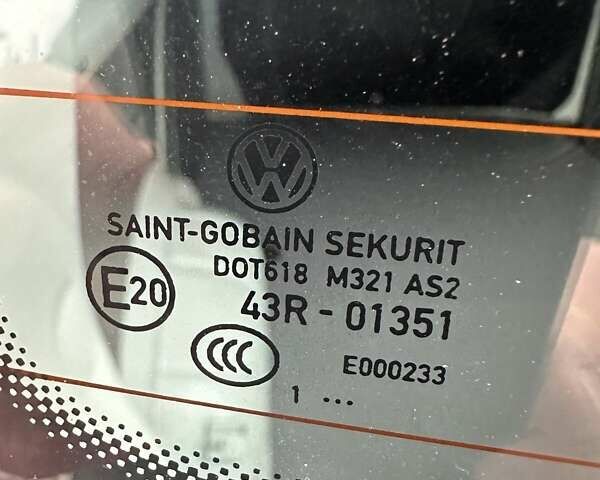 SAINT-GOBAIN SEKURIT
DOT618 M321 AS2
E20 43R - 01351
CCC E000233
1 ...